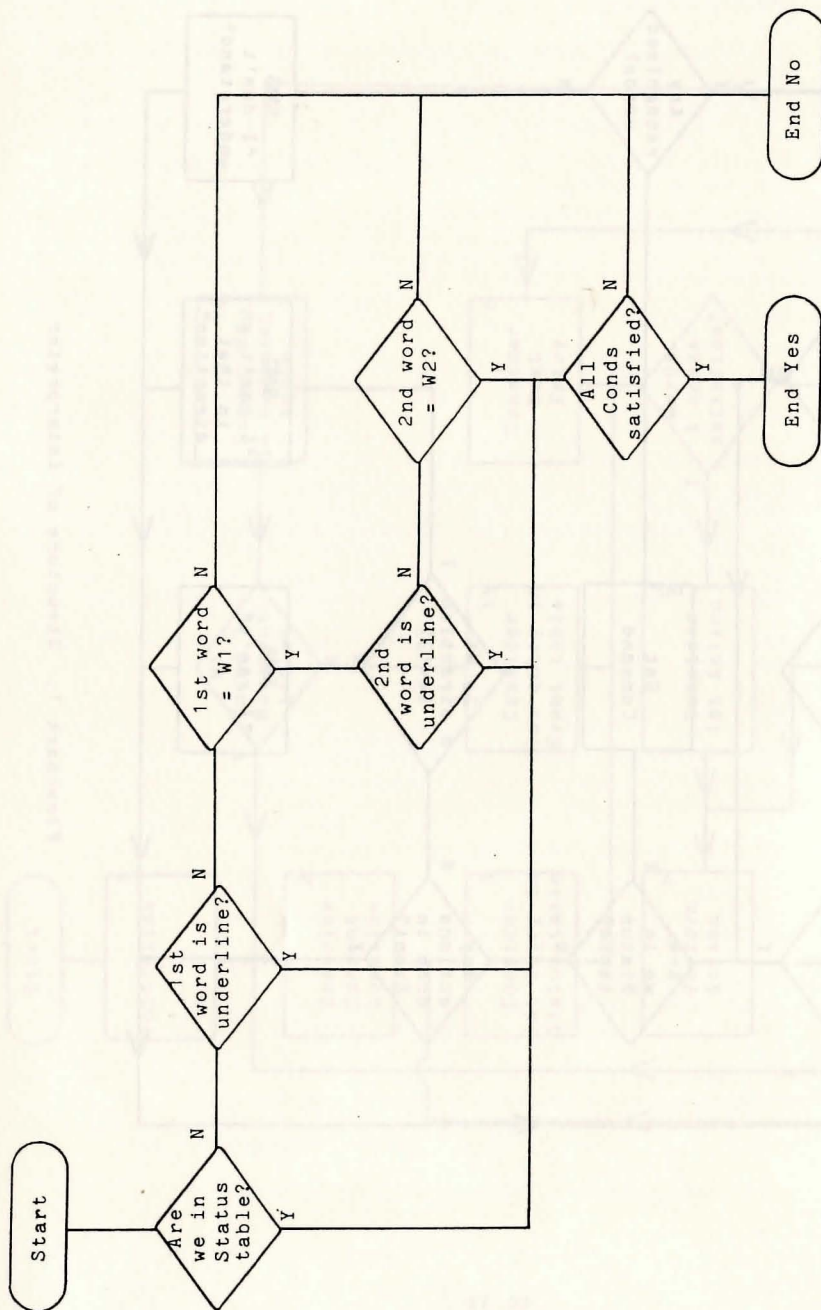 Start
Are
we in
Status
table?
N
Y
1st
word is
underline?
N
Y
1st word
= W1?
N
Y
2nd
word is
underline?
N
Y
2nd word
= W2?
N
Y
All
Conds
satisfied?
N
Y
End Yes
End No